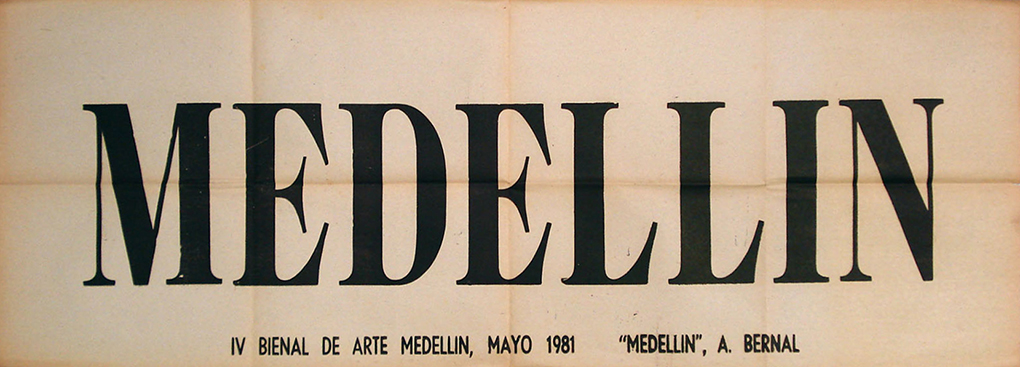 MEDELLIN
IV BIENAL DE ARTE MEDELLIN, MAYO 1981 "MEDELLIN", A. BERNAL